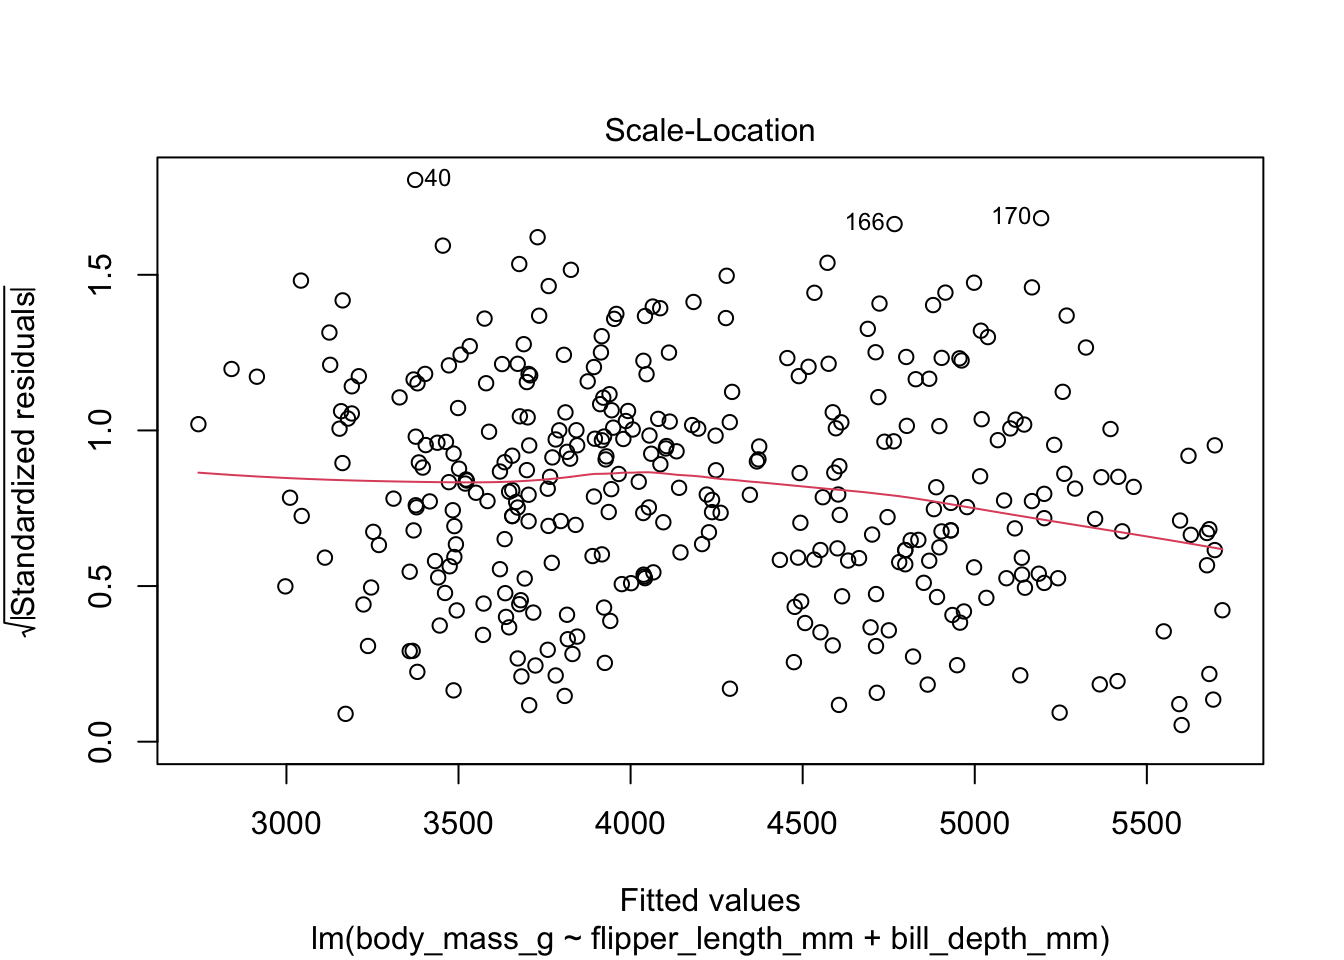 Scale-Location
40
166
170
√|Standardized residuals|
0.0
0.5
1.0
1.5
3000 3500 4000 4500 5000 5500
Fitted values
lm(body_mass_g ~ flipper_length_mm + bill_depth_mm)